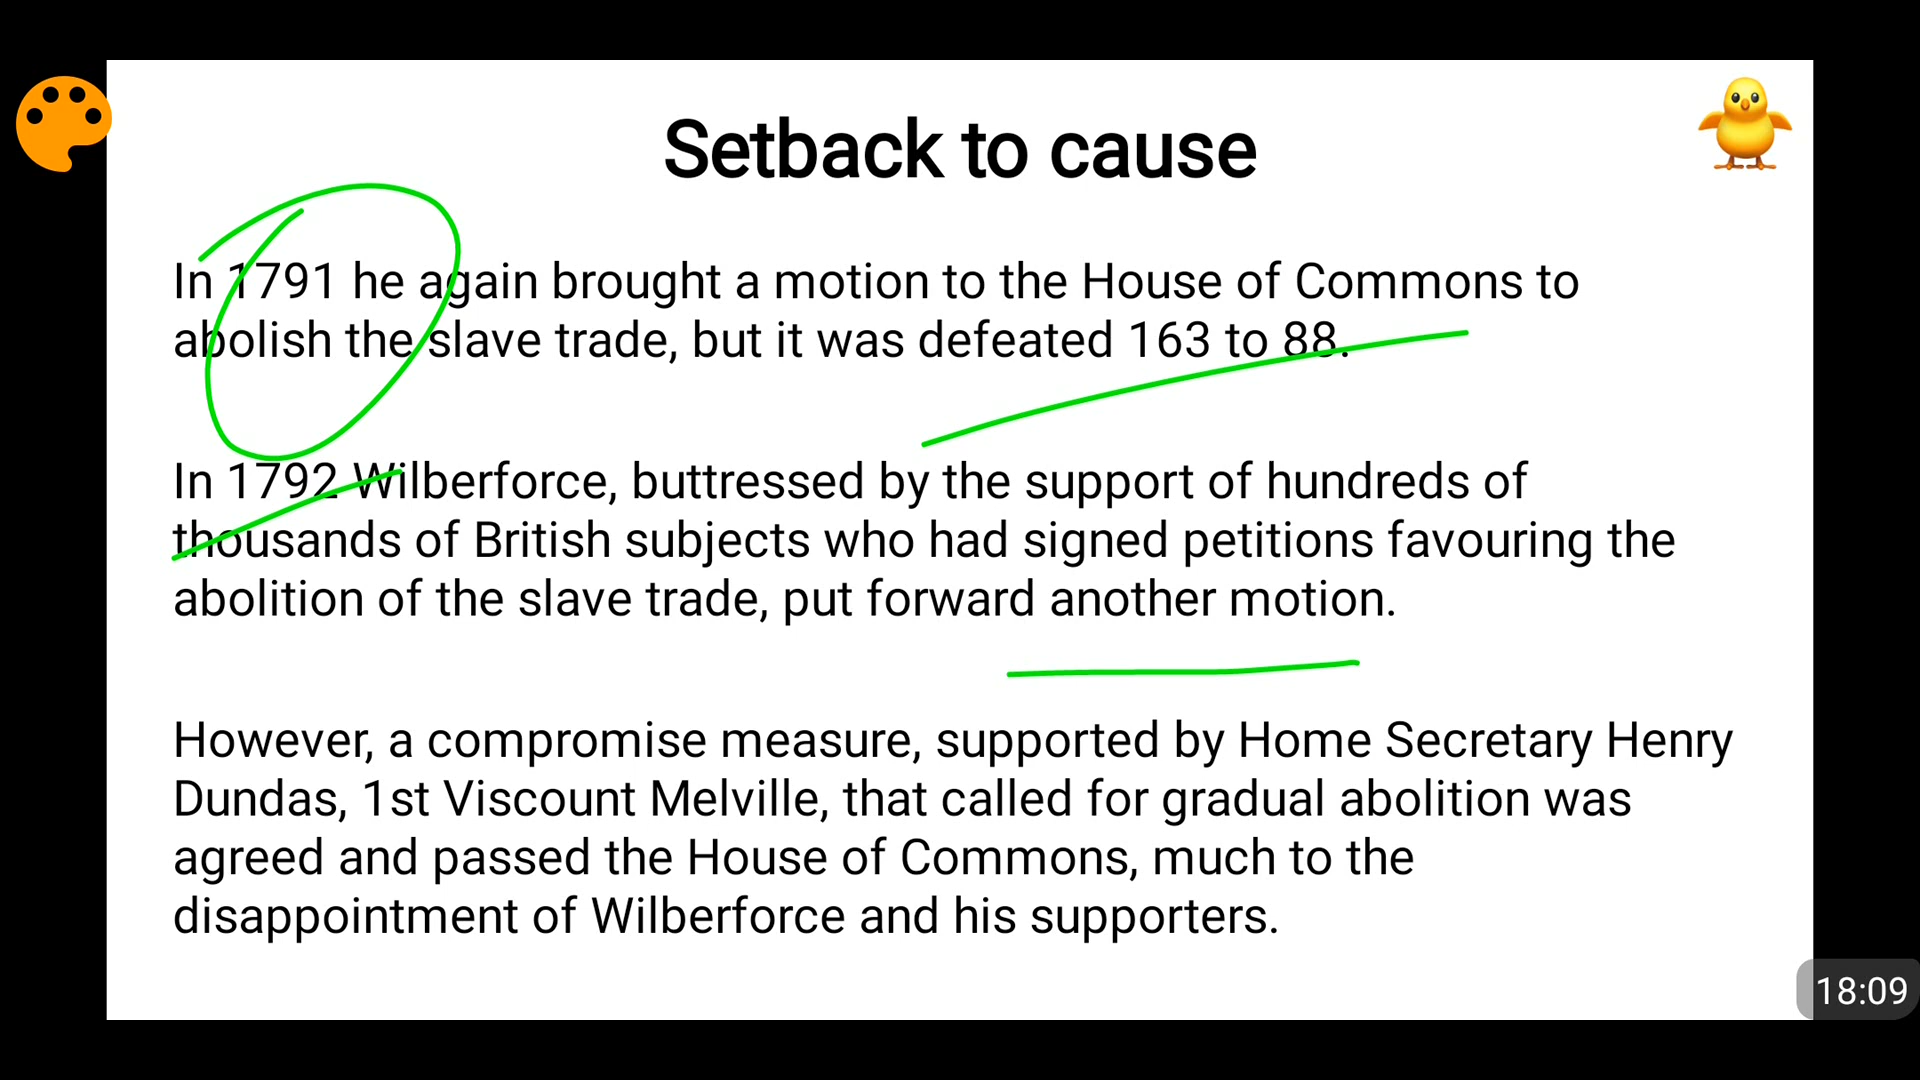 Setback to cause
In 1791 he again brought a motion to the House of Commons to
abolish the slave trade, but it was defeated 163 to 88.
In 1792 Wilberforce, buttressed by the support of hundreds of
thousands of British subjects who had signed petitions favouring the
abolition of the slave trade, put forward another motion.
However, a compromise measure, supported by Home Secretary Henry
Dundas, 1st Viscount Melville, that called for gradual abolition was
agreed and passed the House of Commons, much to the
disappointment of Wilberforce and his supporters.
18:09